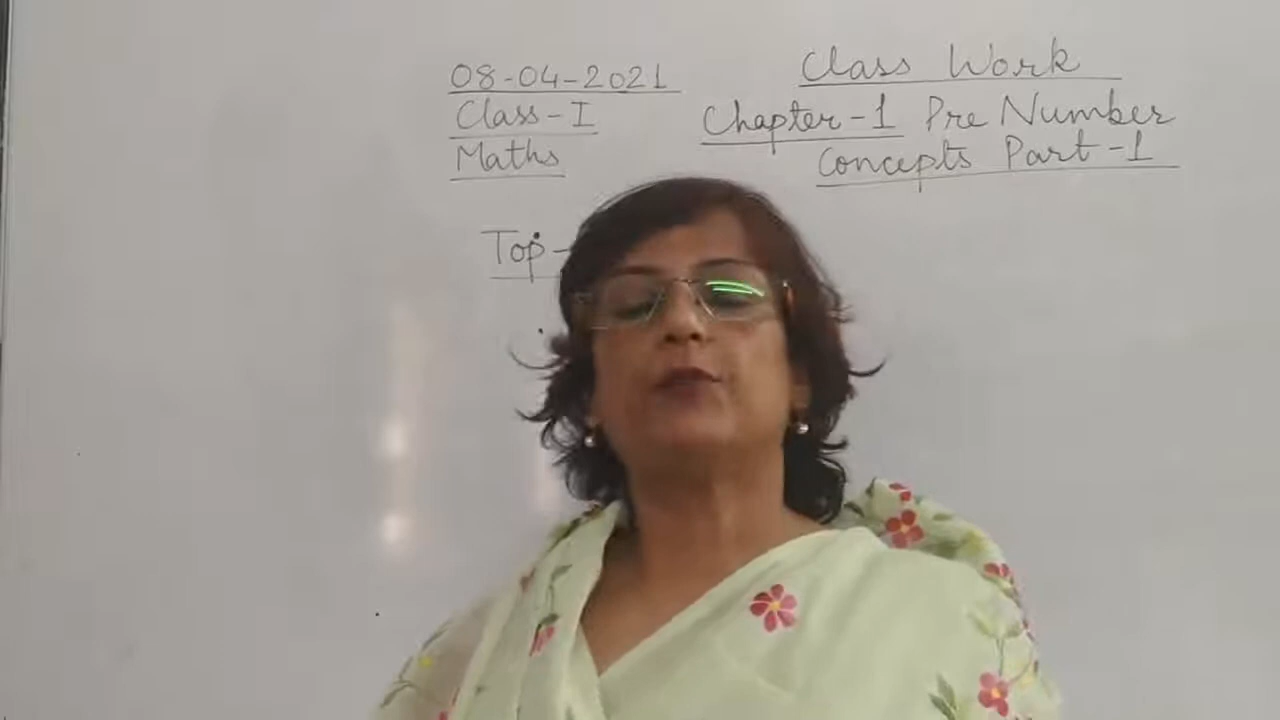 08-04-2021
Class Work
Class-I
Chapter-1 Pre Number
Maths
Concepts Part-1
Top-